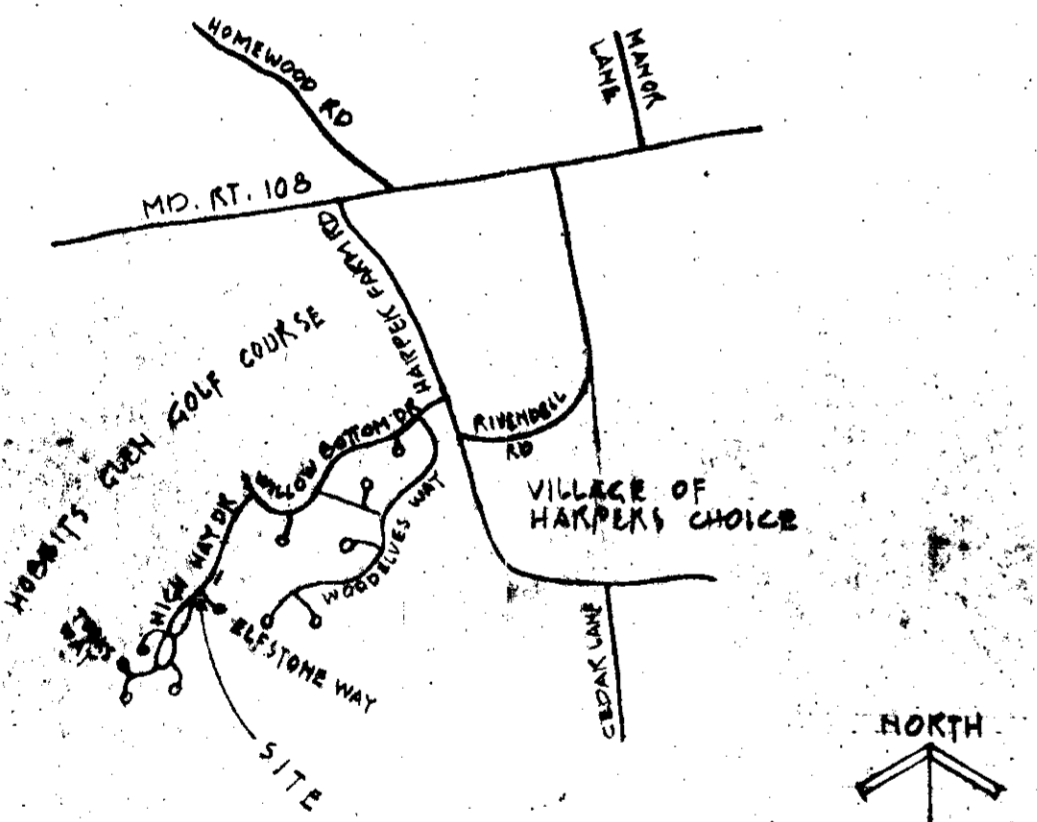 HOMEWOOD RD
MANOR
LANE
MD. RT. 108
HARPER FARM RD
HOBBITS GLEN GOLF COURSE
RIVENDELL
RD
WILLOW BOTTOM DR
VILLAGE OF
HARPERS CHOICE
HIGH WAY DR
WOODELVES WAY
ELFSTONE WAY
CEDAR LANE
SITE
NORTH